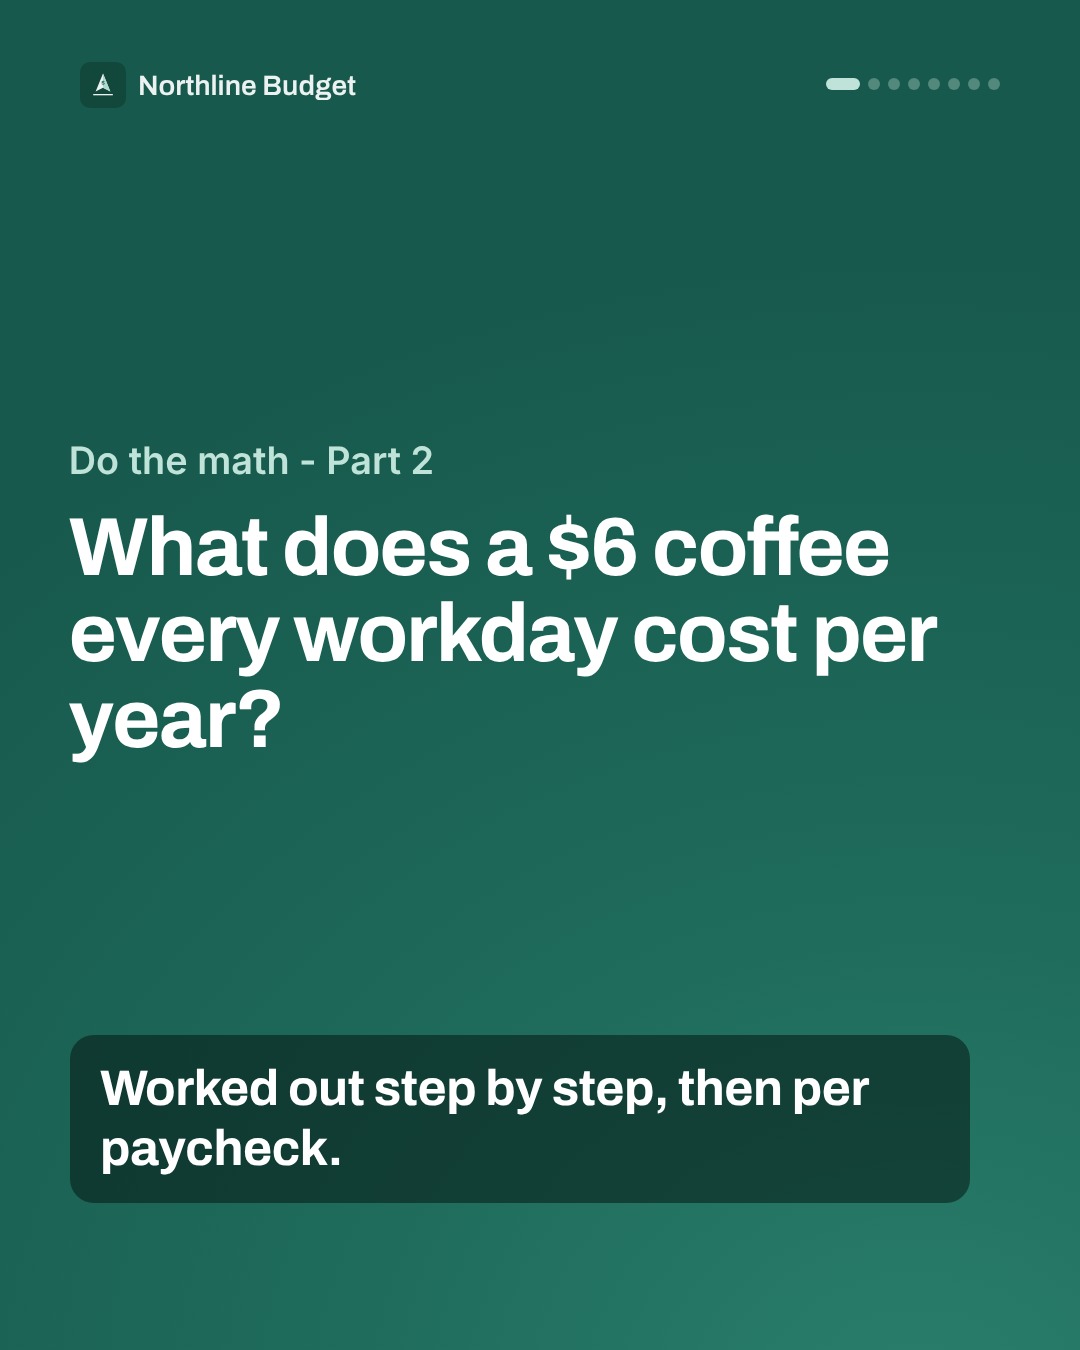 Northline Budget
Do the math - Part 2
What does a $6 coffee
every workday cost per
year?
Worked out step by step, then per
paycheck.